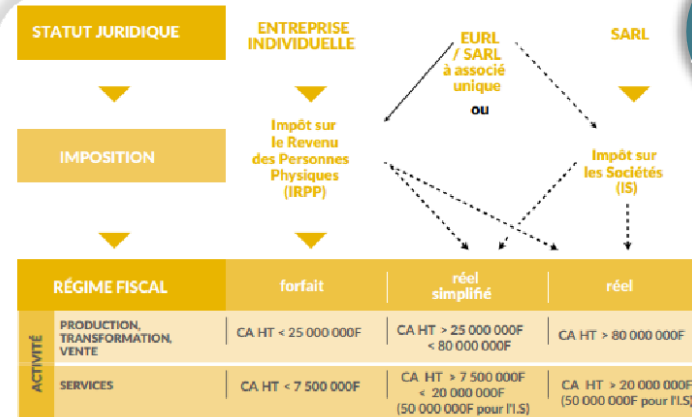 STATUT JURIDIQUE
ENTREPRISE
INDIVIDUELLE
EURL
/ SARL
à associé
unique
ou
SARL
IMPOSITION
Impôt sur
le Revenu
des Personnes
Physiques
(IRPP)
Impôt sur
les Sociétés
(IS)
RÉGIME FISCAL
forfait
réel
simplifié
réel
ACTIVITÉ
PRODUCTION,
TRANSFORMATION,
VENTE
CA HT < 25 000 000F
CA HT > 25 000 000F
< 80 000 000F
CA HT > 80 000 000F
SERVICES
CA HT < 7 500 000F
CA HT > 7 500 000F
< 20 000 000F
(50 000 000F pour l'I.S)
CA HT > 20 000 000F
(50 000 000F pour l'I.S)